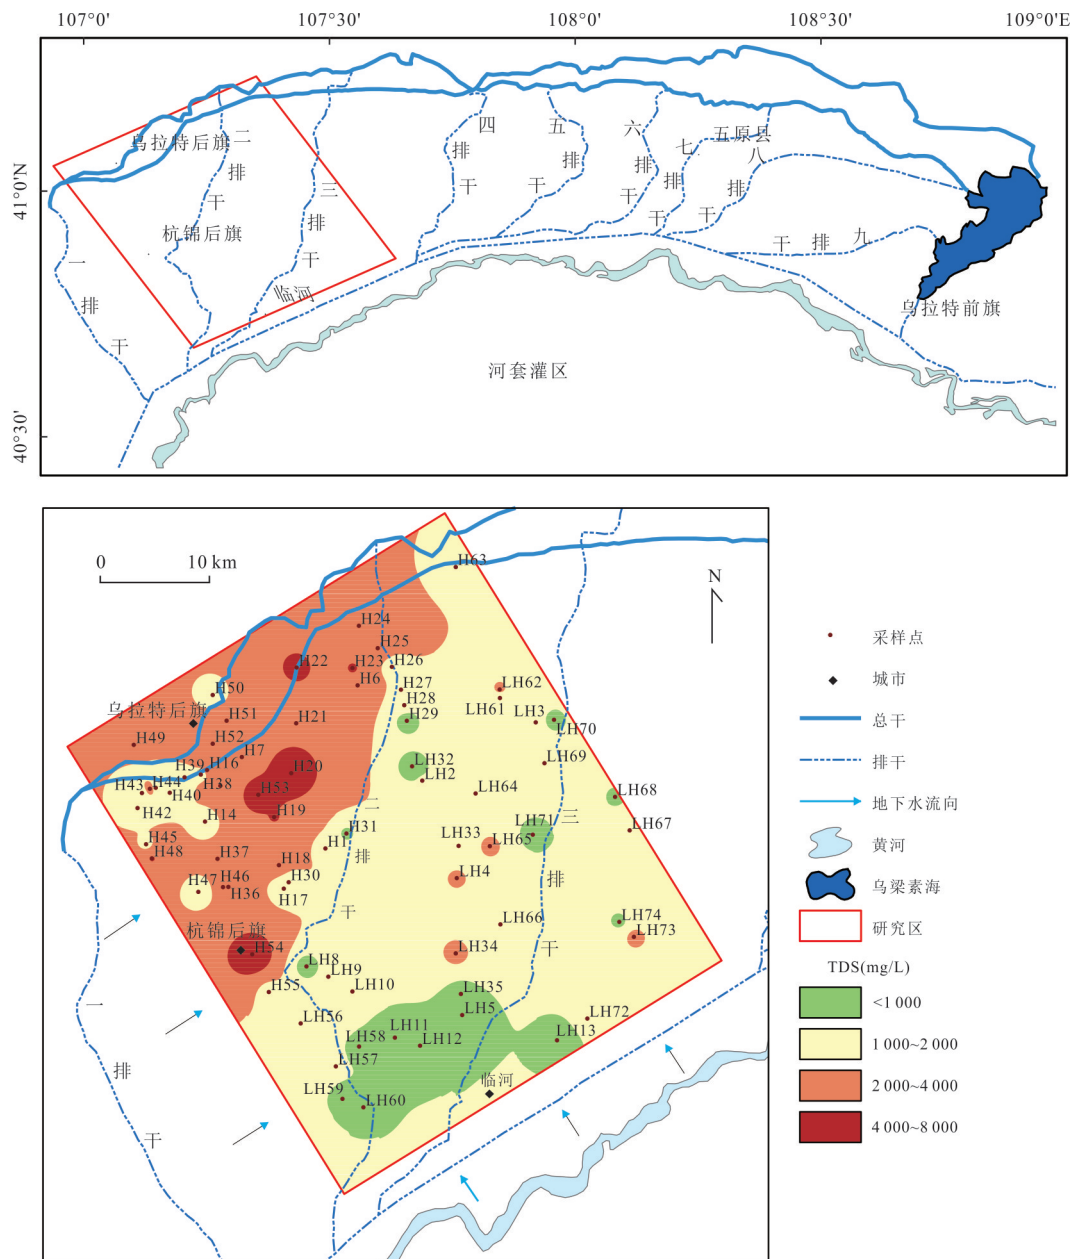 107°0′
107°30′
108°0′
108°30′
109°0′E
41°0′N
40°30′
乌拉特后旗
杭锦后旗
临河
五原县
乌拉特前旗
河套灌区
一排干
二排干
三排干
四排干
五排干
六排干
七排干
八排干
九排干
0 10 km
N
H63
H24
H25
H22
H23
H26
H6
H27
H28
H29
H50
H51
H21
乌拉特后旗
H49
H52
H7
H39
H16
H20
H43
H44
H38
H53
H40
H42
H14
H19
H45
H31
H1
H48
H37
H18
H30
H47
H46
H36
H17
杭锦后旗
H54
H55
LH62
LH61
LH3
LH70
LH32
LH2
LH69
LH64
LH68
LH67
LH71
LH33
LH65
LH4
LH66
LH74
LH73
LH34
LH8
LH9
LH10
LH35
LH5
LH56
LH11
LH58
LH12
LH72
LH13
LH57
LH59
LH60
临河
一排干
二排干
三排干
采样点
城市
总干
排干
地下水流向
黄河
乌梁素海
研究区
TDS(mg/L)
<1 000
1 000~2 000
2 000~4 000
4 000~8 000